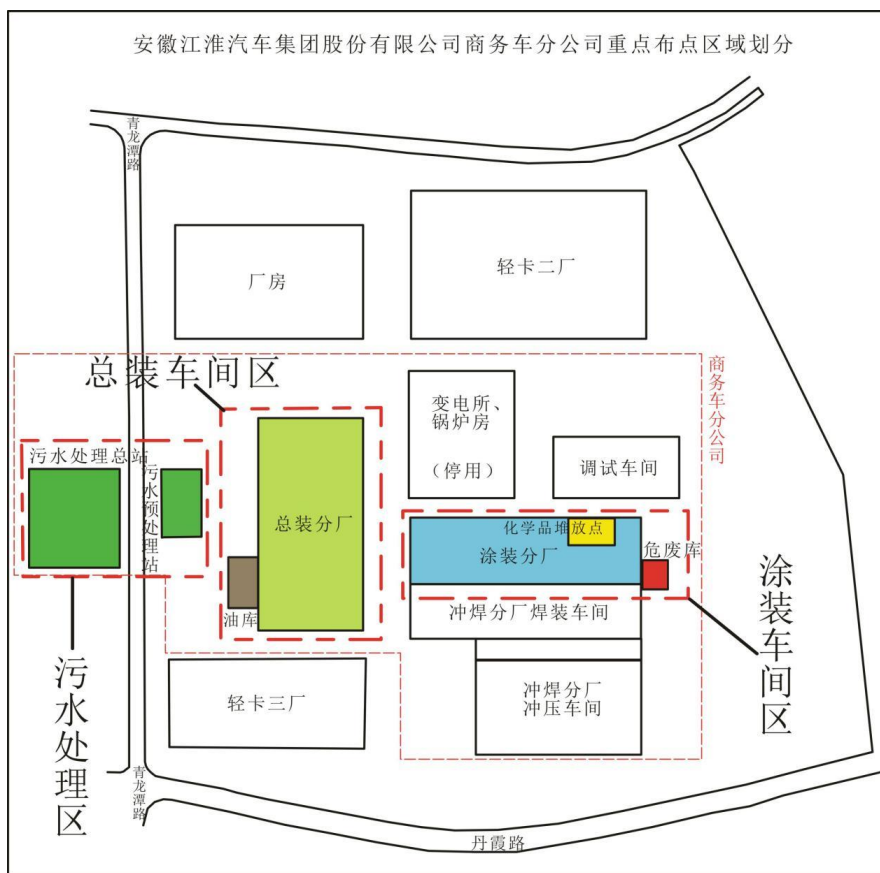 安徽江淮汽车集团股份有限公司商务车分公司重点布点区域划分
青龙潭路
厂房
轻卡二厂
总装车间区
商务车分公司
变电所、
锅炉房
（停用）
调试车间
污水处理总站
污水预处理站
总装分厂
油库
化学品堆放点
涂装分厂
危废库
冲焊分厂焊装车间
涂装车间区
污水处理区
轻卡三厂
冲焊分厂
冲压车间
青龙潭路
丹霞路